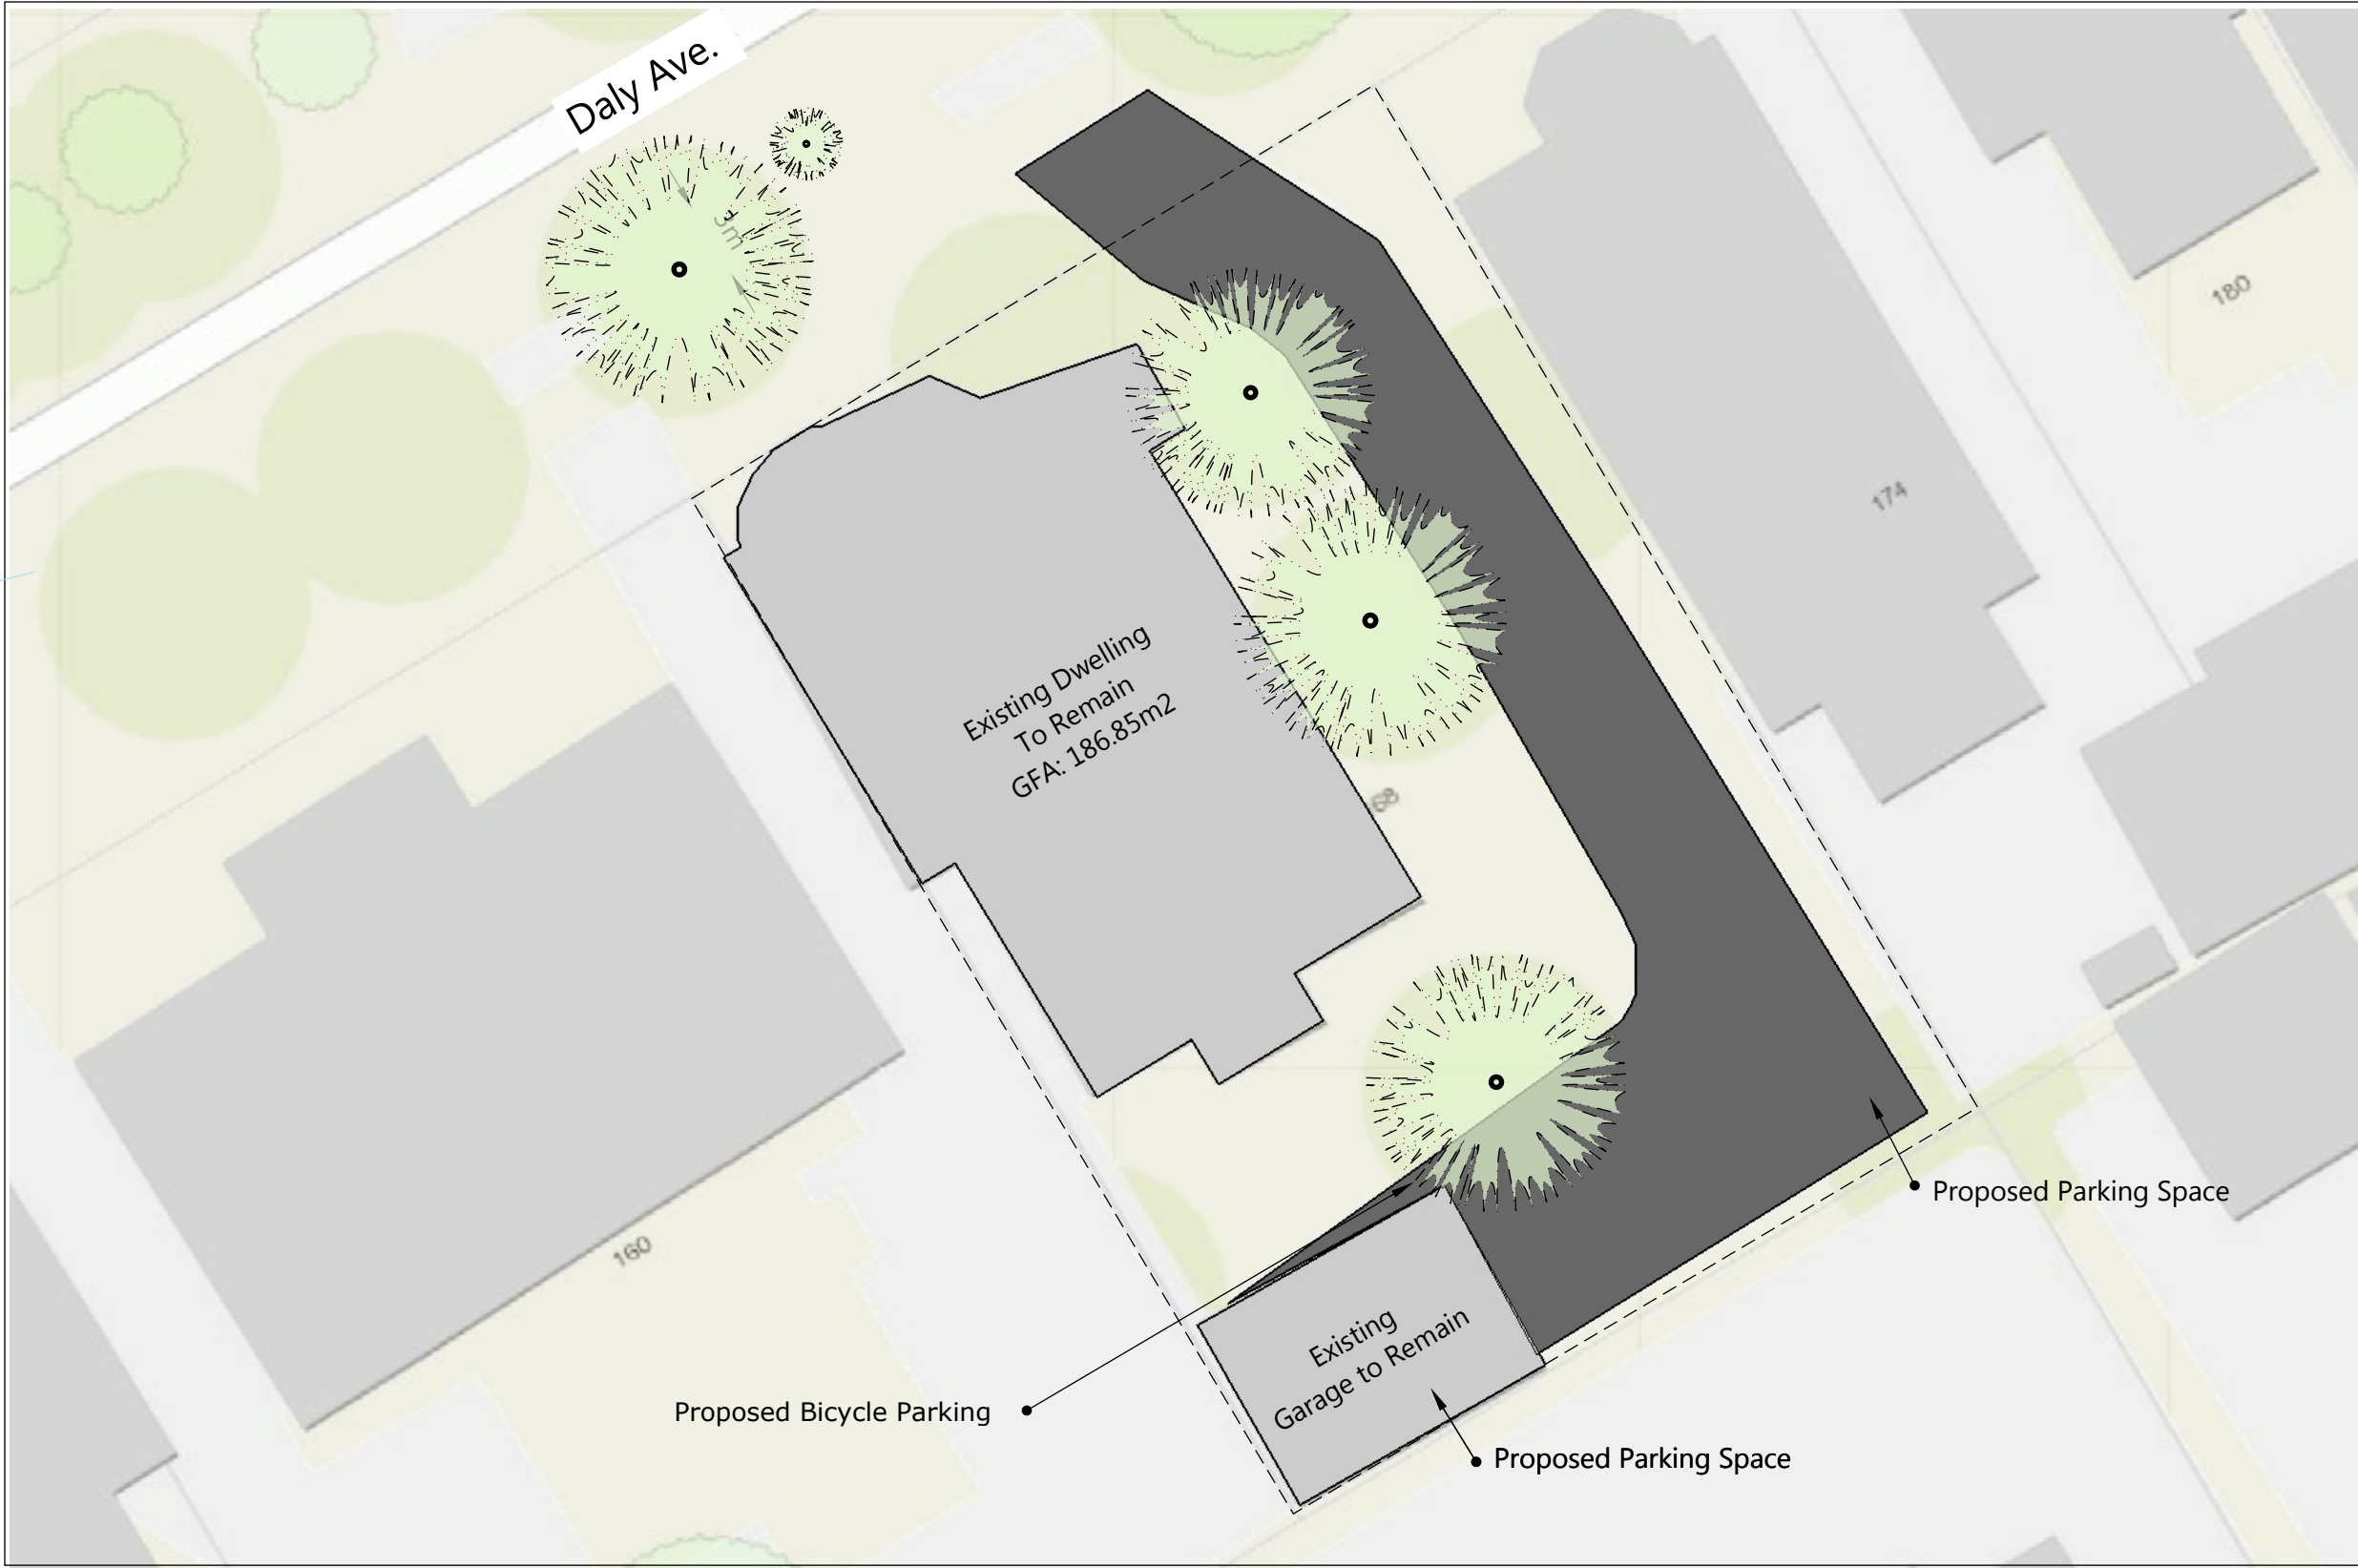 Daly Ave.
3m
180
174
Existing Dwelling
To Remain
GFA: 186.85m2
68
Proposed Parking Space
160
Existing
Garage to Remain
Proposed Bicycle Parking
Proposed Parking Space